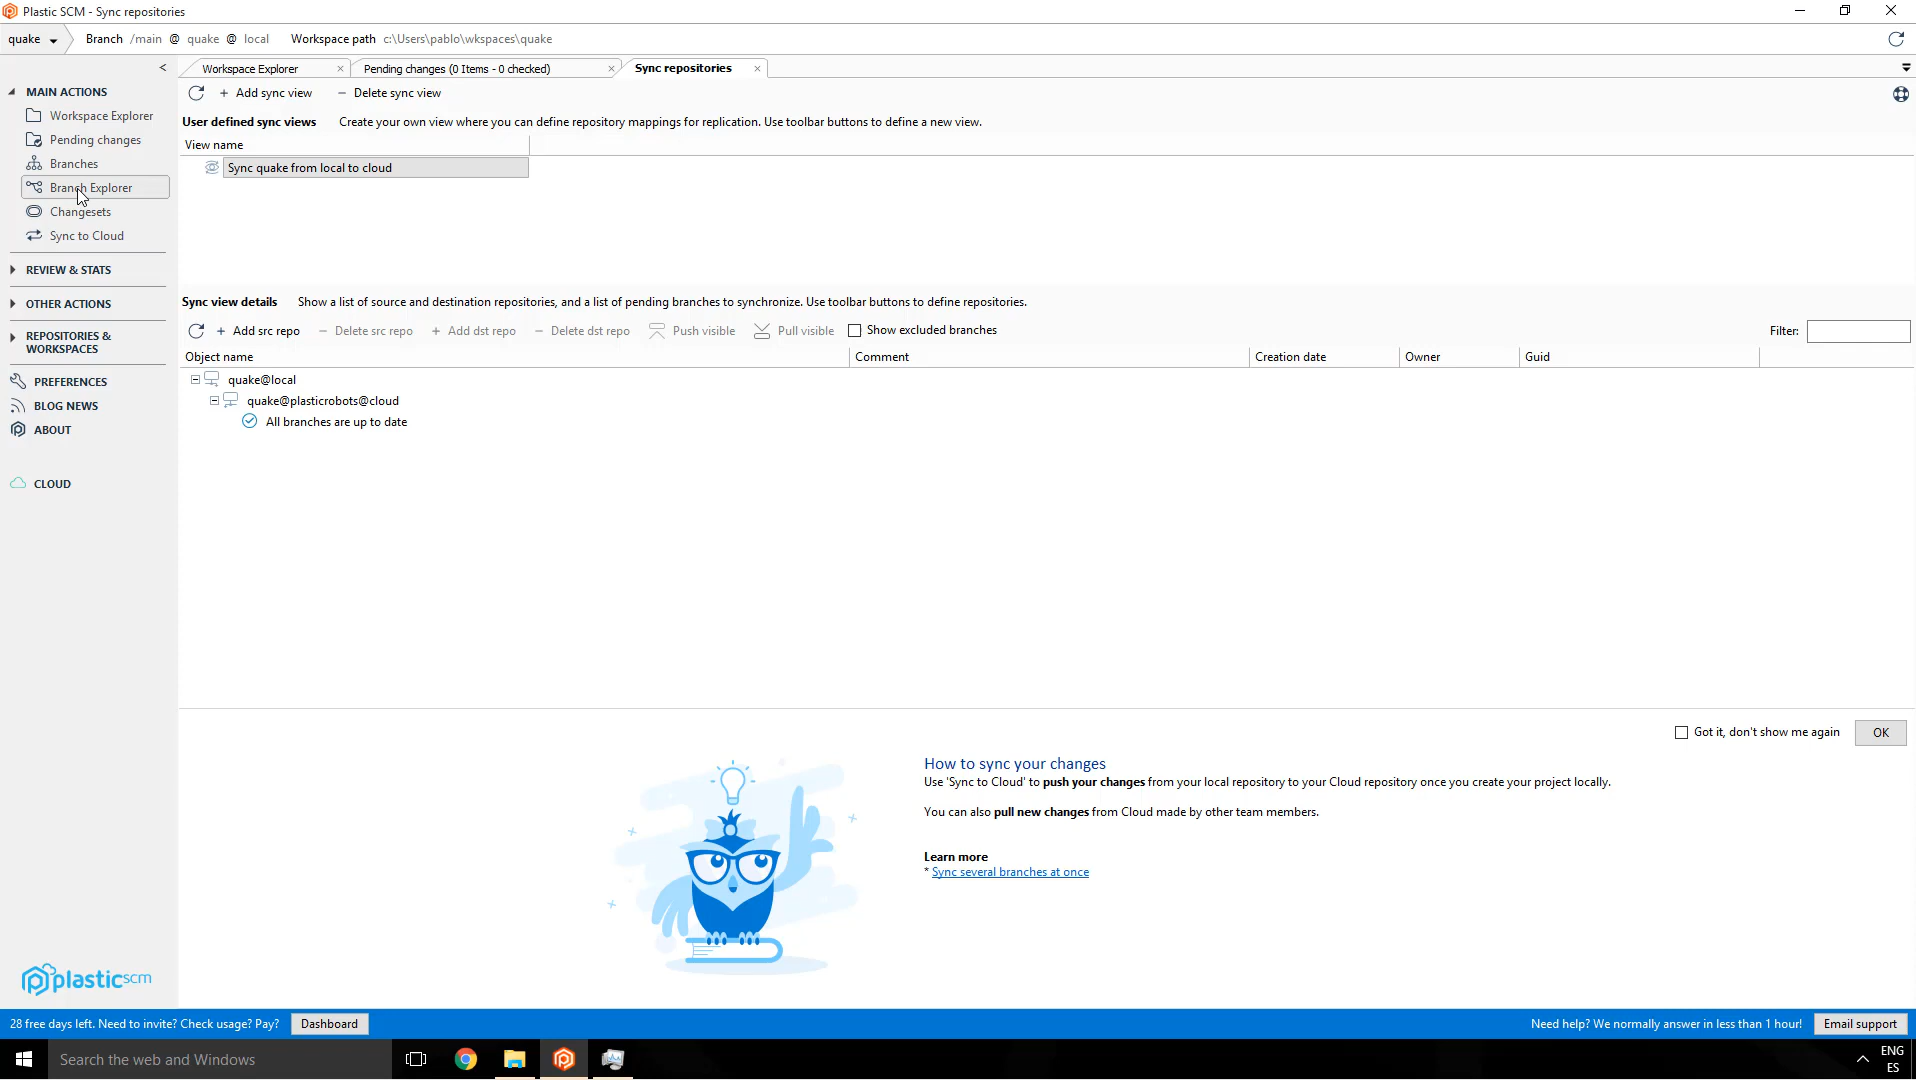 Plastic SCM - Sync repositories
quake Branch /main @ quake @ local Workspace path c:\Users\pablo\wkspaces\quake
<
Workspace Explorer × Pending changes (0 Items - 0 checked) × Sync repositories ×
MAIN ACTIONS
Workspace Explorer
Pending changes
Branches
Branch Explorer
Changesets
Sync to Cloud
REVIEW & STATS
OTHER ACTIONS
REPOSITORIES &
WORKSPACES
PREFERENCES
BLOG NEWS
ABOUT
CLOUD
+ Add sync view − Delete sync view
User defined sync views Create your own view where you can define repository mappings for replication. Use toolbar buttons to define a new view.
View name
Sync quake from local to cloud
Sync view details Show a list of source and destination repositories, and a list of pending branches to synchronize. Use toolbar buttons to define repositories.
+ Add src repo − Delete src repo + Add dst repo − Delete dst repo Push visible Pull visible Show excluded branches Filter:
Object name Comment Creation date Owner Guid
quake@local
quake@plasticrobots@cloud
All branches are up to date
Got it, don't show me again OK
How to sync your changes
Use 'Sync to Cloud' to push your changes from your local repository to your Cloud repository once you create your project locally.
You can also pull new changes from Cloud made by other team members.
Learn more
* Sync several branches at once
plastic SCM
28 free days left. Need to invite? Check usage? Pay? Dashboard Need help? We normally answer in less than 1 hour! Email support
Search the web and Windows
ENG
ES